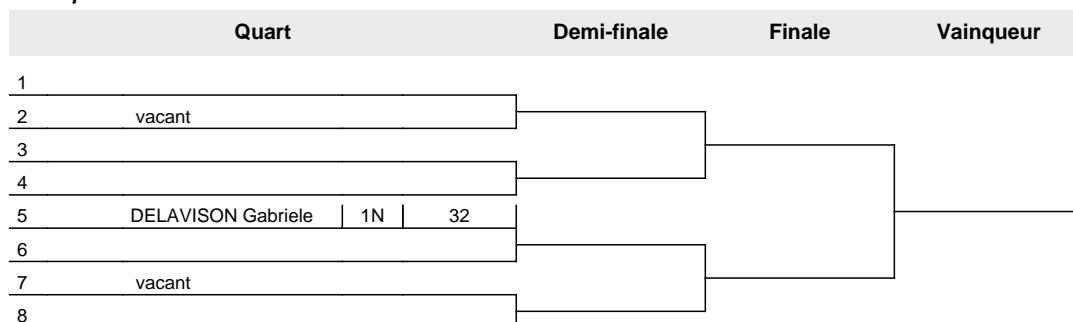 Quart Demi-finale Finale Vainqueur
1
2 vacant
3
4
5 DELAVISON Gabriele 1N 32
6
7 vacant
8